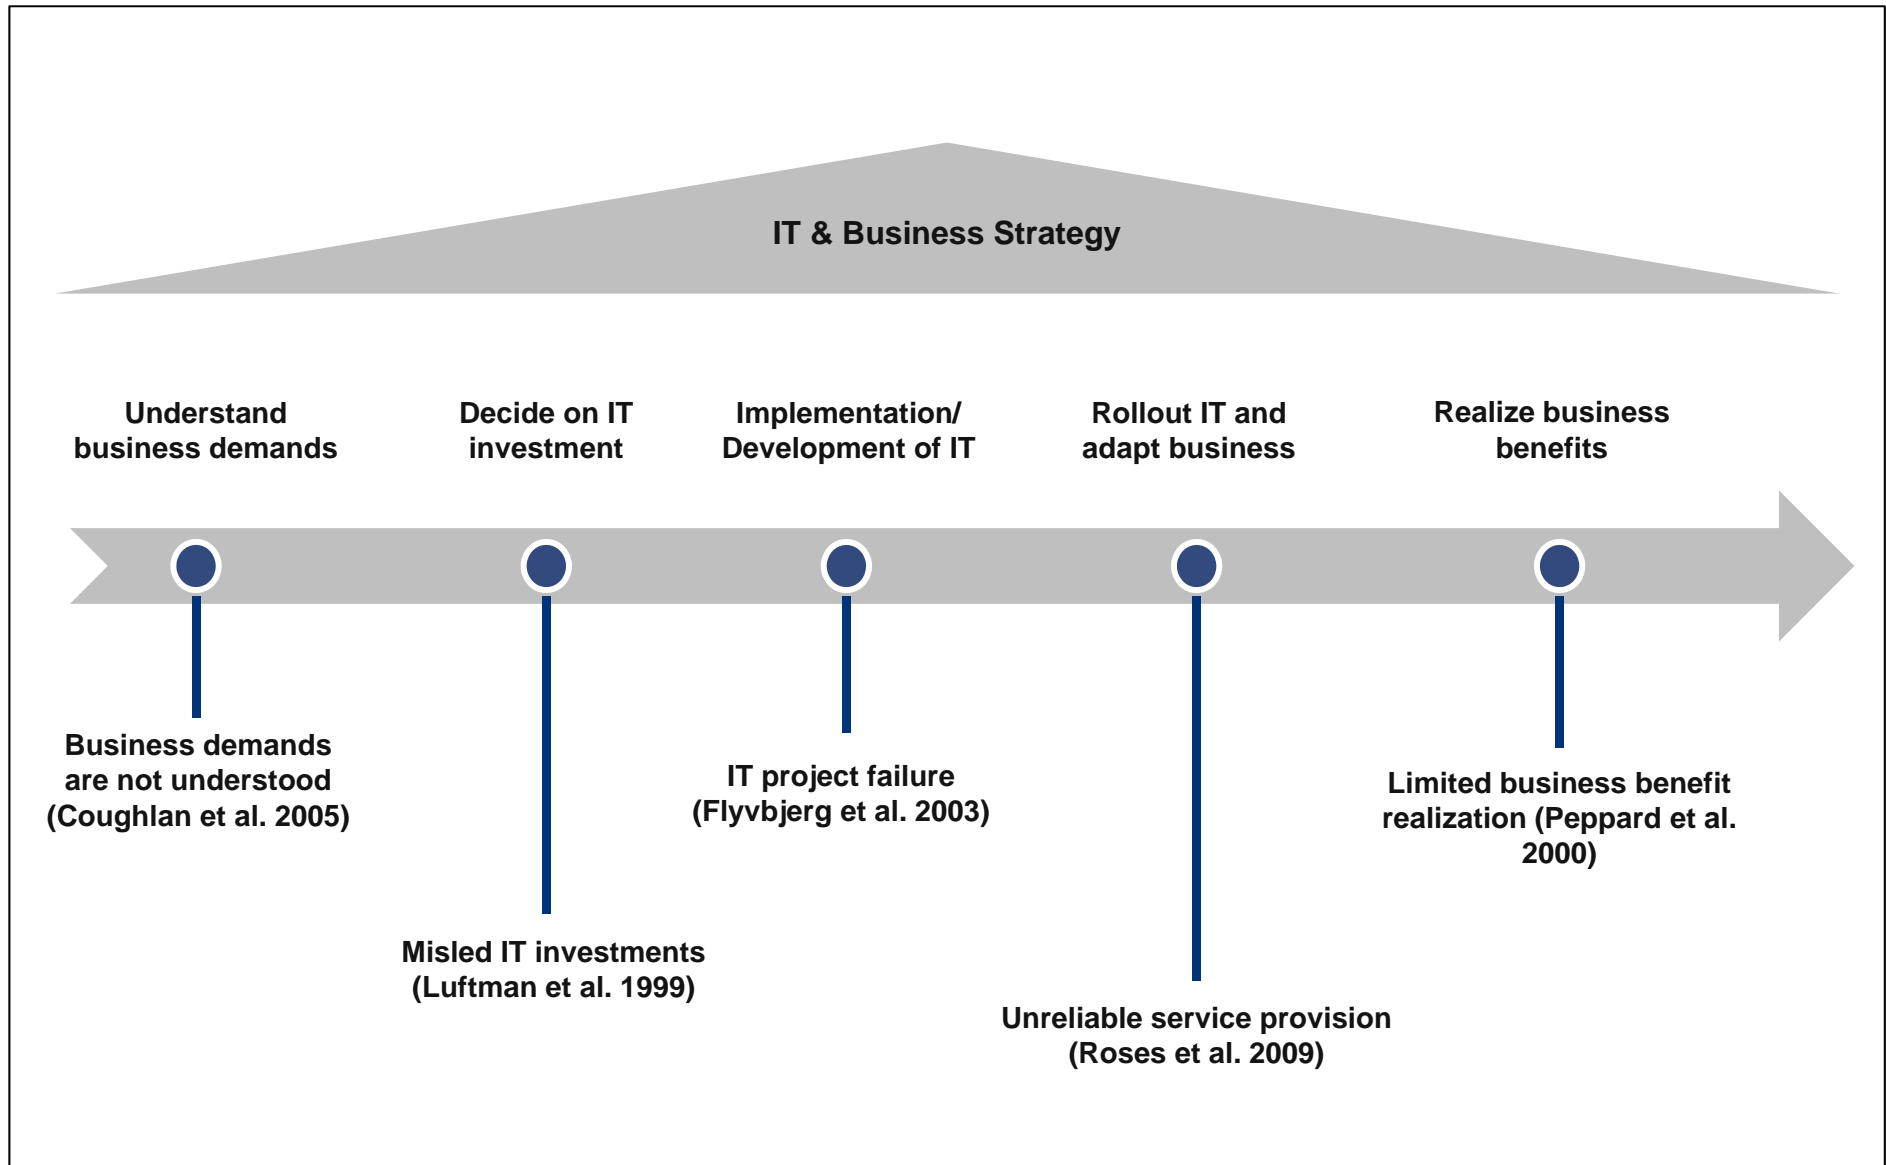 IT & Business Strategy
Understand
business demands
Decide on IT
investment
Implementation/
Development of IT
Rollout IT and
adapt business
Realize business
benefits
Business demands
are not understood
(Coughlan et al. 2005)
Misled IT investments
(Luftman et al. 1999)
IT project failure
(Flyvbjerg et al. 2003)
Unreliable service provision
(Roses et al. 2009)
Limited business benefit
realization (Peppard et al.
2000)